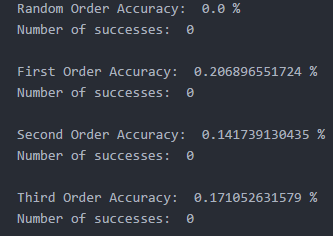 Random Order Accuracy:  0.0 %
Number of successes:  0

First Order Accuracy:  0.206896551724 %
Number of successes:  0

Second Order Accuracy:  0.141739130435 %
Number of successes:  0

Third Order Accuracy:  0.171052631579 %
Number of successes:  0